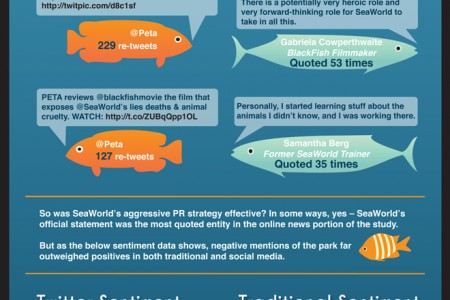 http://twitpic.com/d8c1sf
@Peta
229 re-tweets
There is a potentially very heroic role and
very forward-thinking role for SeaWorld to
take in all this.
Gabriela Cowperthwaite
BlackFish Filmmaker
Quoted 53 times
PETA reviews @blackfishmovie the film that
exposes @SeaWorld's lies deaths & animal
cruelty. WATCH: http://t.co/ZUBqQpp1OL
@Peta
127 re-tweets
Personally, I started learning stuff about the
animals I didn't know, and I was working there.
Samantha Berg
Former SeaWorld Trainer
Quoted 35 times
So was SeaWorld's aggressive PR strategy effective? In some ways, yes – SeaWorld's
official statement was the most quoted entity in the online news portion of the study.
But as the below sentiment data shows, negative mentions of the park far
outweighed positives in both traditional and social media.
Twitter Sentiment
Traditional Sentiment